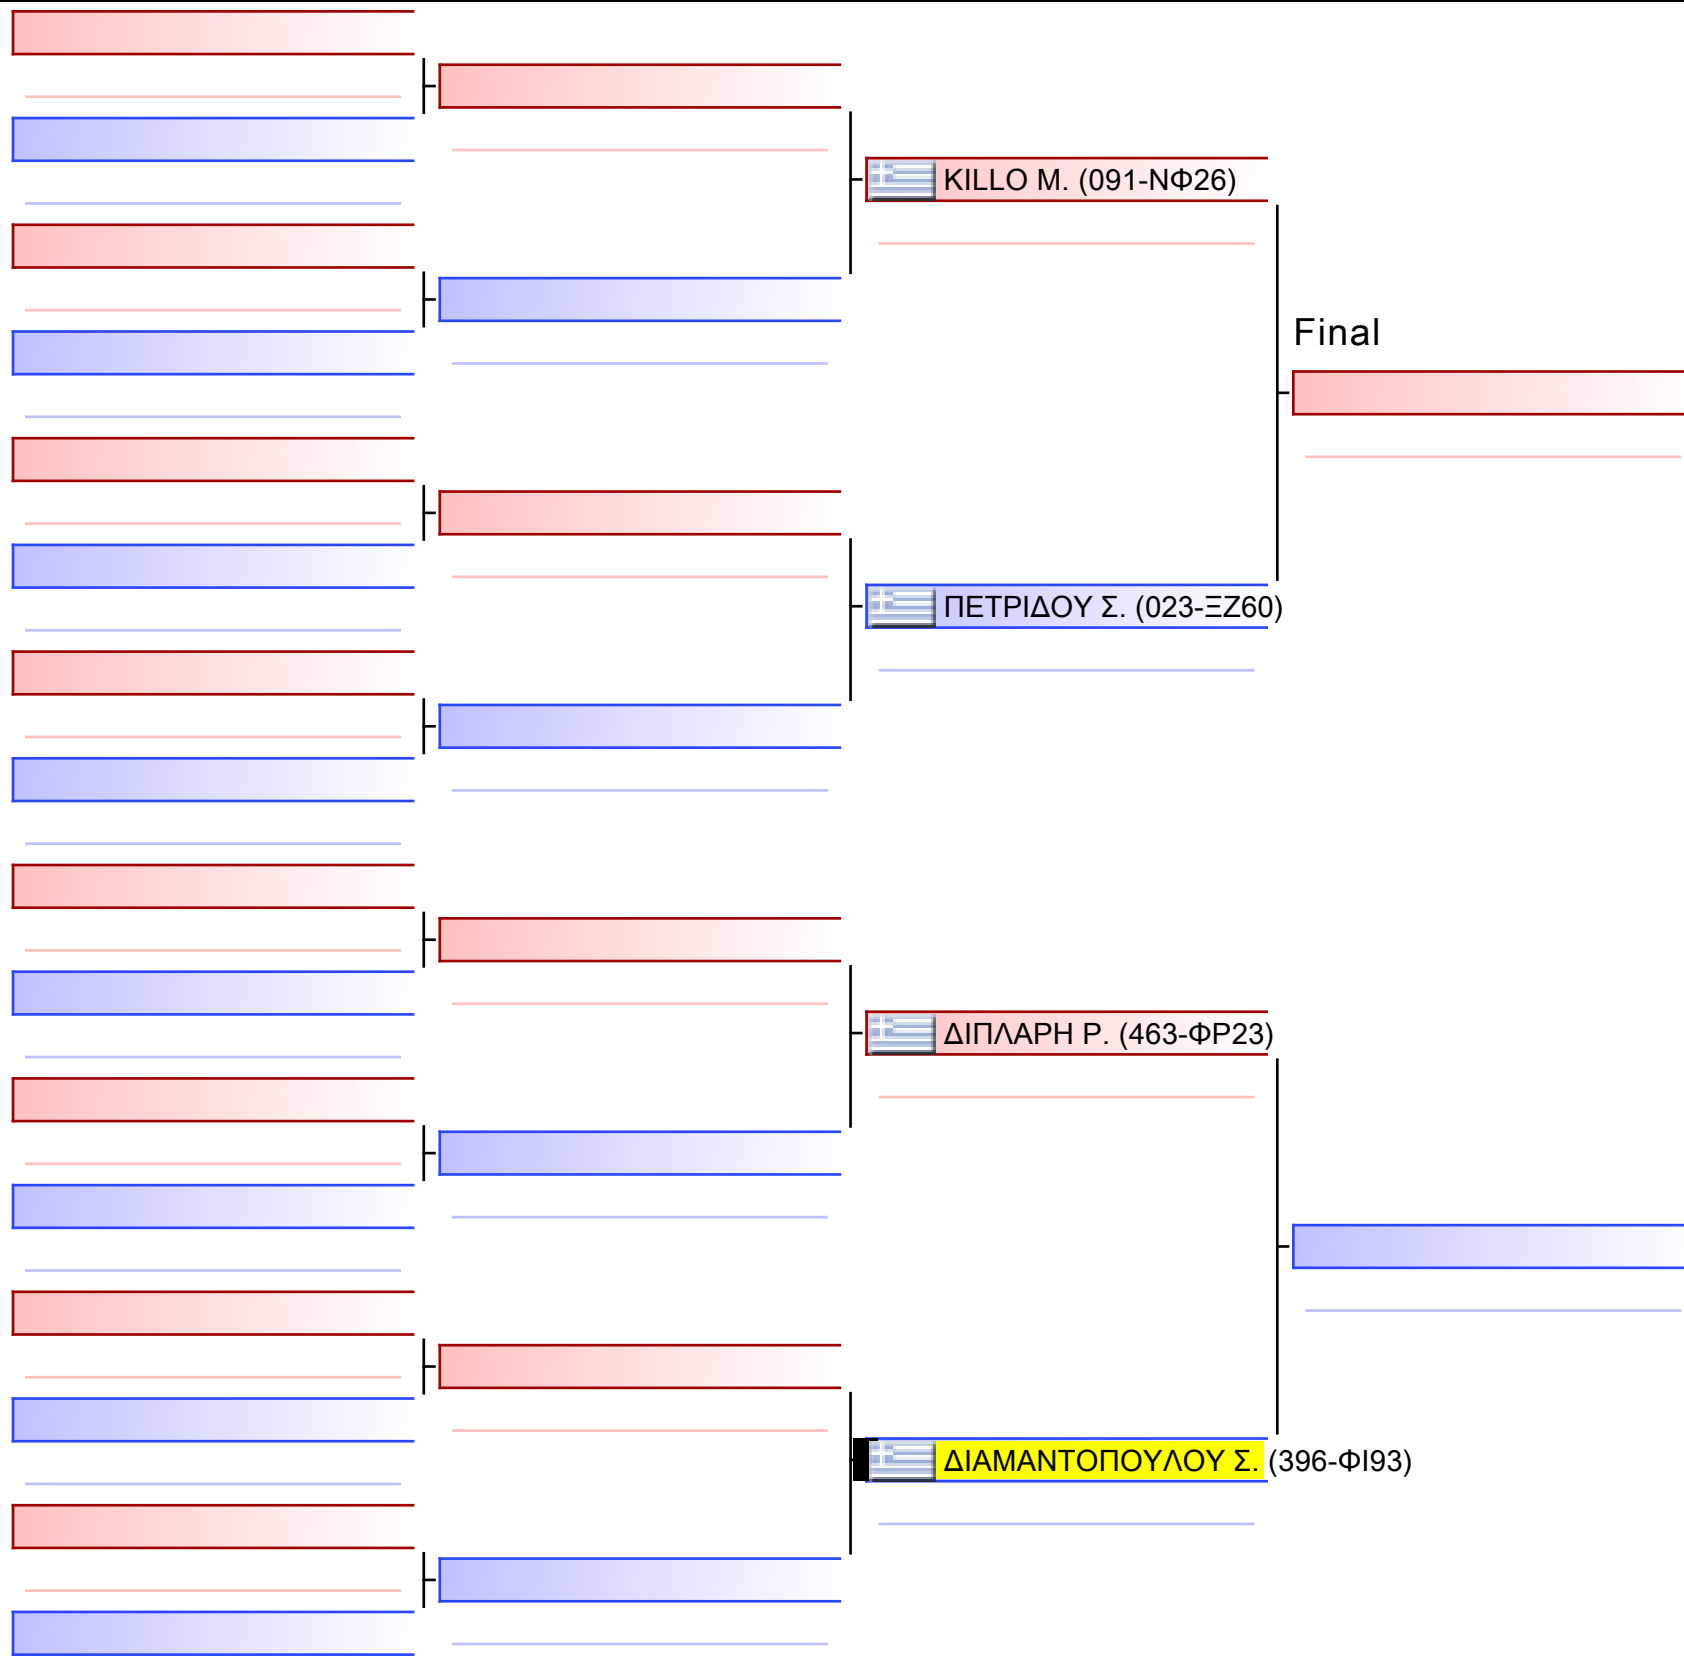 KILLO M. (091-ΝΦ26)
Final
ΠΕΤΡΙΔΟΥ Σ. (023-ΞΖ60)
ΔΙΠΛΑΡΗ Ρ. (463-ΦΡ23)
ΔΙΑΜΑΝΤΟΠΟΥΛΟΥ Σ. (396-ΦΙ93)